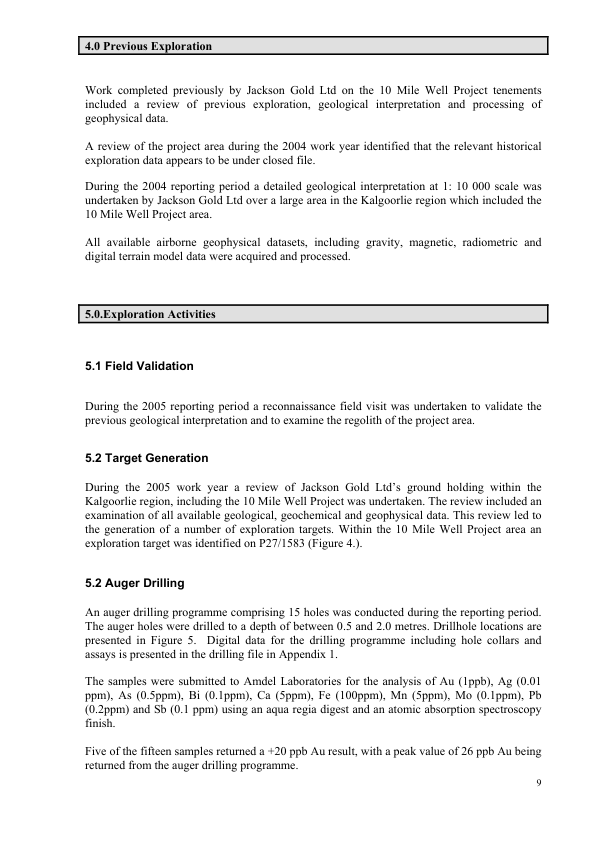 4.0 Previous Exploration
Work completed previously by Jackson Gold Ltd on the 10 Mile Well Project tenements
included a review of previous exploration, geological interpretation and processing of
geophysical data.
A review of the project area during the 2004 work year identified that the relevant historical
exploration data appears to be under closed file.
During the 2004 reporting period a detailed geological interpretation at 1: 10 000 scale was
undertaken by Jackson Gold Ltd over a large area in the Kalgoorlie region which included the
10 Mile Well Project area.
All available airborne geophysical datasets, including gravity, magnetic, radiometric and
digital terrain model data were acquired and processed.
5.0.Exploration Activities
5.1 Field Validation
During the 2005 reporting period a reconnaissance field visit was undertaken to validate the
previous geological interpretation and to examine the regolith of the project area.
5.2 Target Generation
During the 2005 work year a review of Jackson Gold Ltd's ground holding within the
Kalgoorlie region, including the 10 Mile Well Project was undertaken. The review included an
examination of all available geological, geochemical and geophysical data. This review led to
the generation of a number of exploration targets. Within the 10 Mile Well Project area an
exploration target was identified on P27/1583 (Figure 4.).
5.2 Auger Drilling
An auger drilling programme comprising 15 holes was conducted during the reporting period.
The auger holes were drilled to a depth of between 0.5 and 2.0 metres. Drillhole locations are
presented in Figure 5.  Digital data for the drilling programme including hole collars and
assays is presented in the drilling file in Appendix 1.
The samples were submitted to Amdel Laboratories for the analysis of Au (1ppb), Ag (0.01
ppm), As (0.5ppm), Bi (0.1ppm), Ca (5ppm), Fe (100ppm), Mn (5ppm), Mo (0.1ppm), Pb
(0.2ppm) and Sb (0.1 ppm) using an aqua regia digest and an atomic absorption spectroscopy
finish.
Five of the fifteen samples returned a +20 ppb Au result, with a peak value of 26 ppb Au being
returned from the auger drilling programme.
9